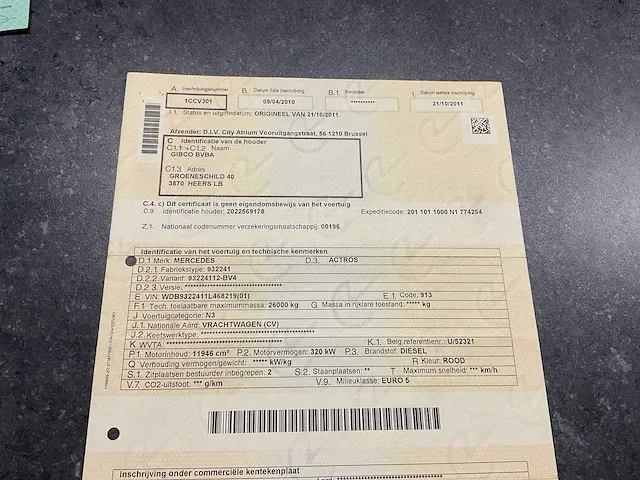 A. Inschrijvingsnummer B. Datum 1ste inschrijving B.1. Bouwjaar I. Datum laatste inschrijving
1CCV301 09/04/2010 ********** 21/10/2011
I.1. Status en uitgiftedatum: ORIGINEEL VAN 21/10/2011
Afzender: D.I.V. City Atrium Vooruitgangstraat, 56 1210 Brussel
C Identificatie van de houder
C1.1 +C1.2 Naam
GIBCO BVBA
C1.3 Adres
GROENESCHILD 40
3870 HEERS LB
C.4. c) Dit certificaat is geen eigendomsbewijs van het voertuig
C.9. Identificatie houder: 2022569178 Expeditiecode: 201 101 1000 N1 774254
Z.1. Nationaal codenummer verzekeringsmaatschappij: 00196
Identificatie van het voertuig en technische kenmerken
D.1 Merk: MERCEDES D.3. ACTROS
D.2.1. Fabriekstype: 932241
D.2.2. Variant: 93224112-BV4
D.2.3. Versie:
E VIN: WDB9322411L468219(01) E.1. Code: 913
F.1 Tech. toelaatbare maximummassa: 26000 kg G Massa in rijklare toestand: ***** kg
J Voertuigcategorie: N3
J.1. Nationale Aard: VRACHTWAGEN (CV)
J.2. Koetswerktype:
K WVTA: K.1. Belg.referentienr.: U/52321
P.1. Motorinhoud: 11946 cm³ P.2. Motorvermogen: 320 kW P.3. Brandstof: DIESEL
Q Verhouding vermogen/gewicht: ***** kW/kg R Kleur: ROOD
S.1. Zitplaatsen bestuurder inbegrepen: 2 S.2. Staanplaatsen: ** T Maximum snelheid: *** km/h
V.7. CO2-uitstoot: *** g/km V.9. Milieuklasse: EURO 5
Inschrijving onder commerciële kentekenplaat